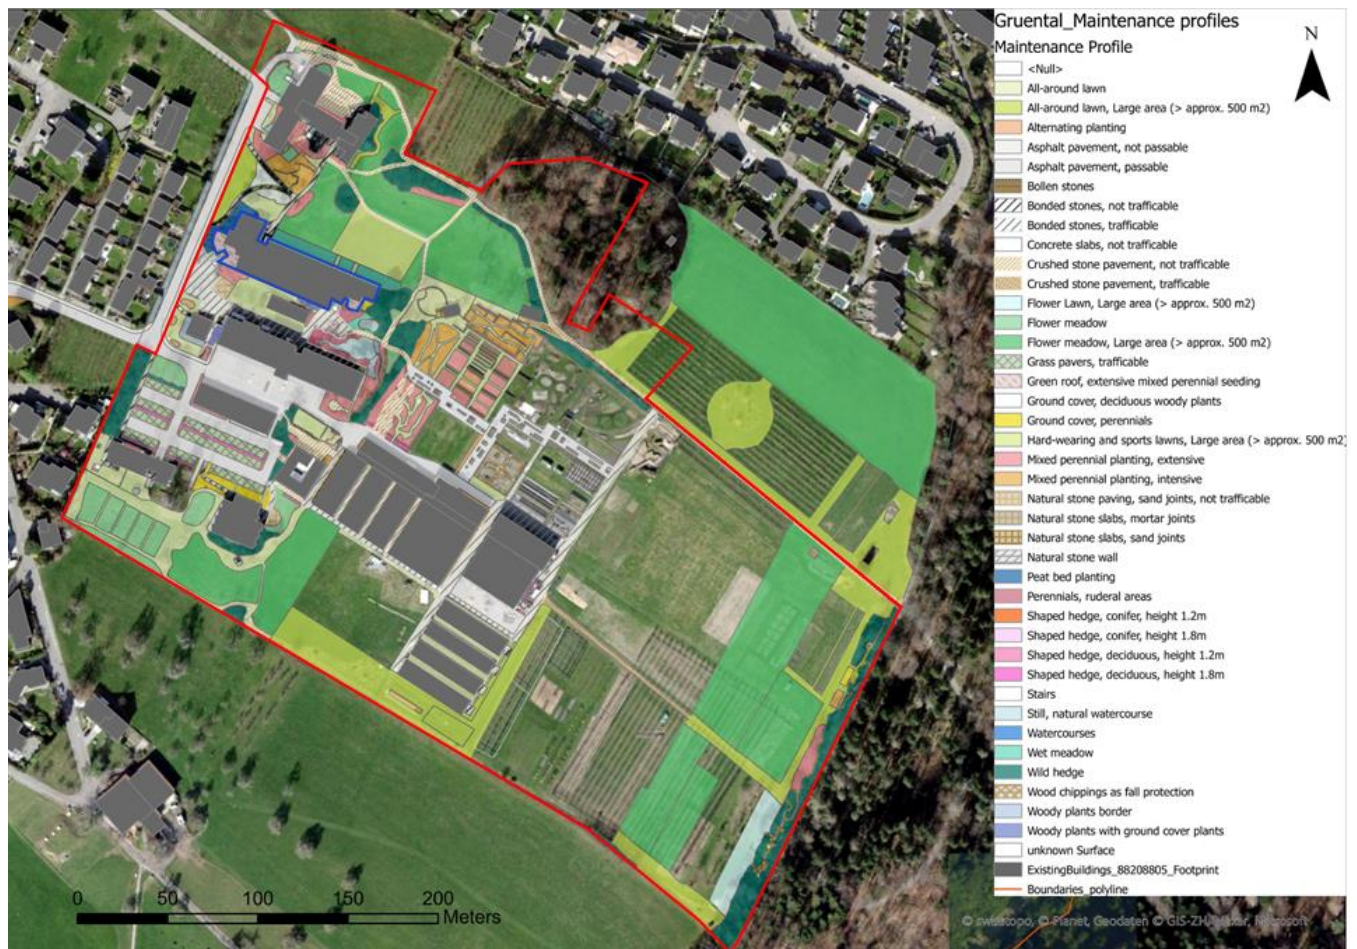 Gruental_Maintenance profiles
Maintenance Profile
N
<Null>
All-around lawn
All-around lawn, Large area (> approx. 500 m2)
Alternating planting
Asphalt pavement, not passable
Asphalt pavement, passable
Bollen stones
Bonded stones, not trafficable
Bonded stones, trafficable
Concrete slabs, not trafficable
Crushed stone pavement, not trafficable
Crushed stone pavement, trafficable
Flower Lawn, Large area (> approx. 500 m2)
Flower meadow
Flower meadow, Large area (> approx. 500 m2)
Grass pavers, trafficable
Green roof, extensive mixed perennial seeding
Ground cover, deciduous woody plants
Ground cover, perennials
Hard-wearing and sports lawns, Large area (> approx. 500 m2)
Mixed perennial planting, extensive
Mixed perennial planting, intensive
Natural stone paving, sand joints, not trafficable
Natural stone slabs, mortar joints
Natural stone slabs, sand joints
Natural stone wall
Peat bed planting
Perennials, ruderal areas
Shaped hedge, conifer, height 1.2m
Shaped hedge, conifer, height 1.8m
Shaped hedge, deciduous, height 1.2m
Shaped hedge, deciduous, height 1.8m
Stairs
Still, natural watercourse
Watercourses
Wet meadow
Wild hedge
Wood chippings as fall protection
Woody plants border
Woody plants with ground cover plants
unknown Surface
ExistingBuildings_88208805_Footprint
Boundaries_polyline
0 50 100 150 200
Meters
© swisstopo, © Planet, Geodaten © GIS-ZH, Maxar, Microsoft